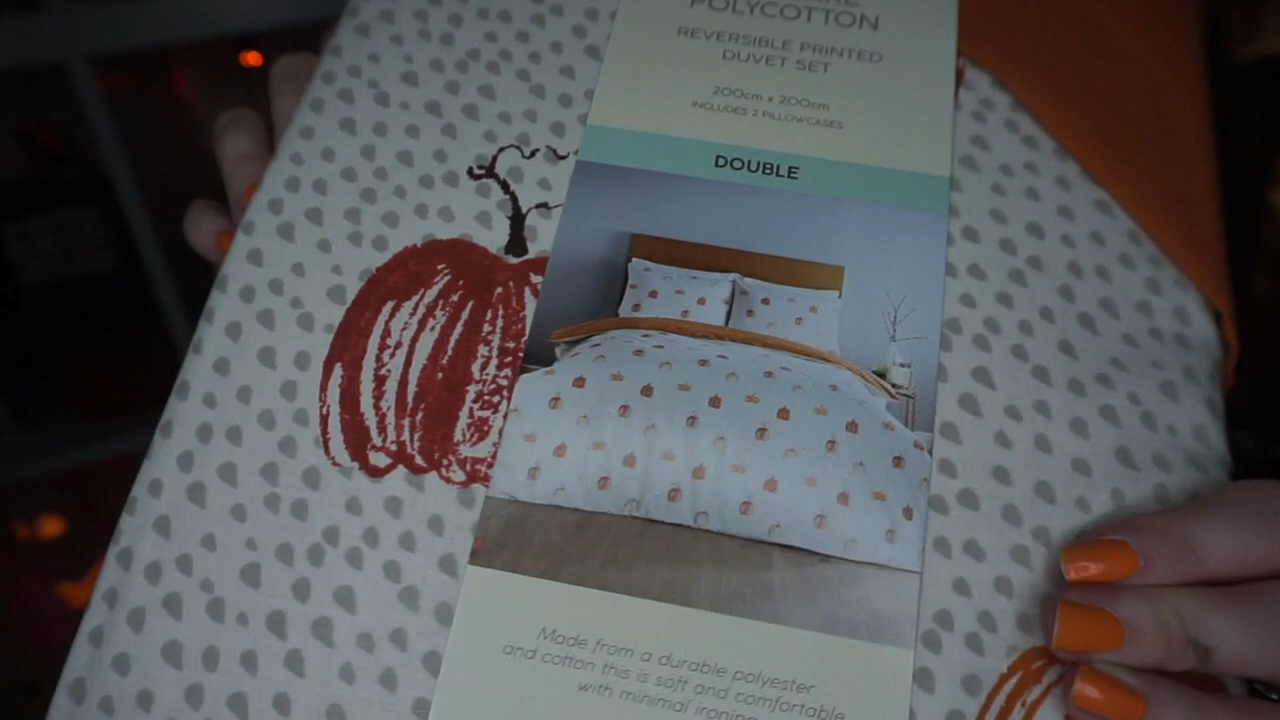 POLYCOTTON
REVERSIBLE PRINTED
DUVET SET
200cm x 200cm
INCLUDES 2 PILLOWCASES
DOUBLE
Made from a durable polyester
and cotton this is soft and comfortable
with minimal ironing